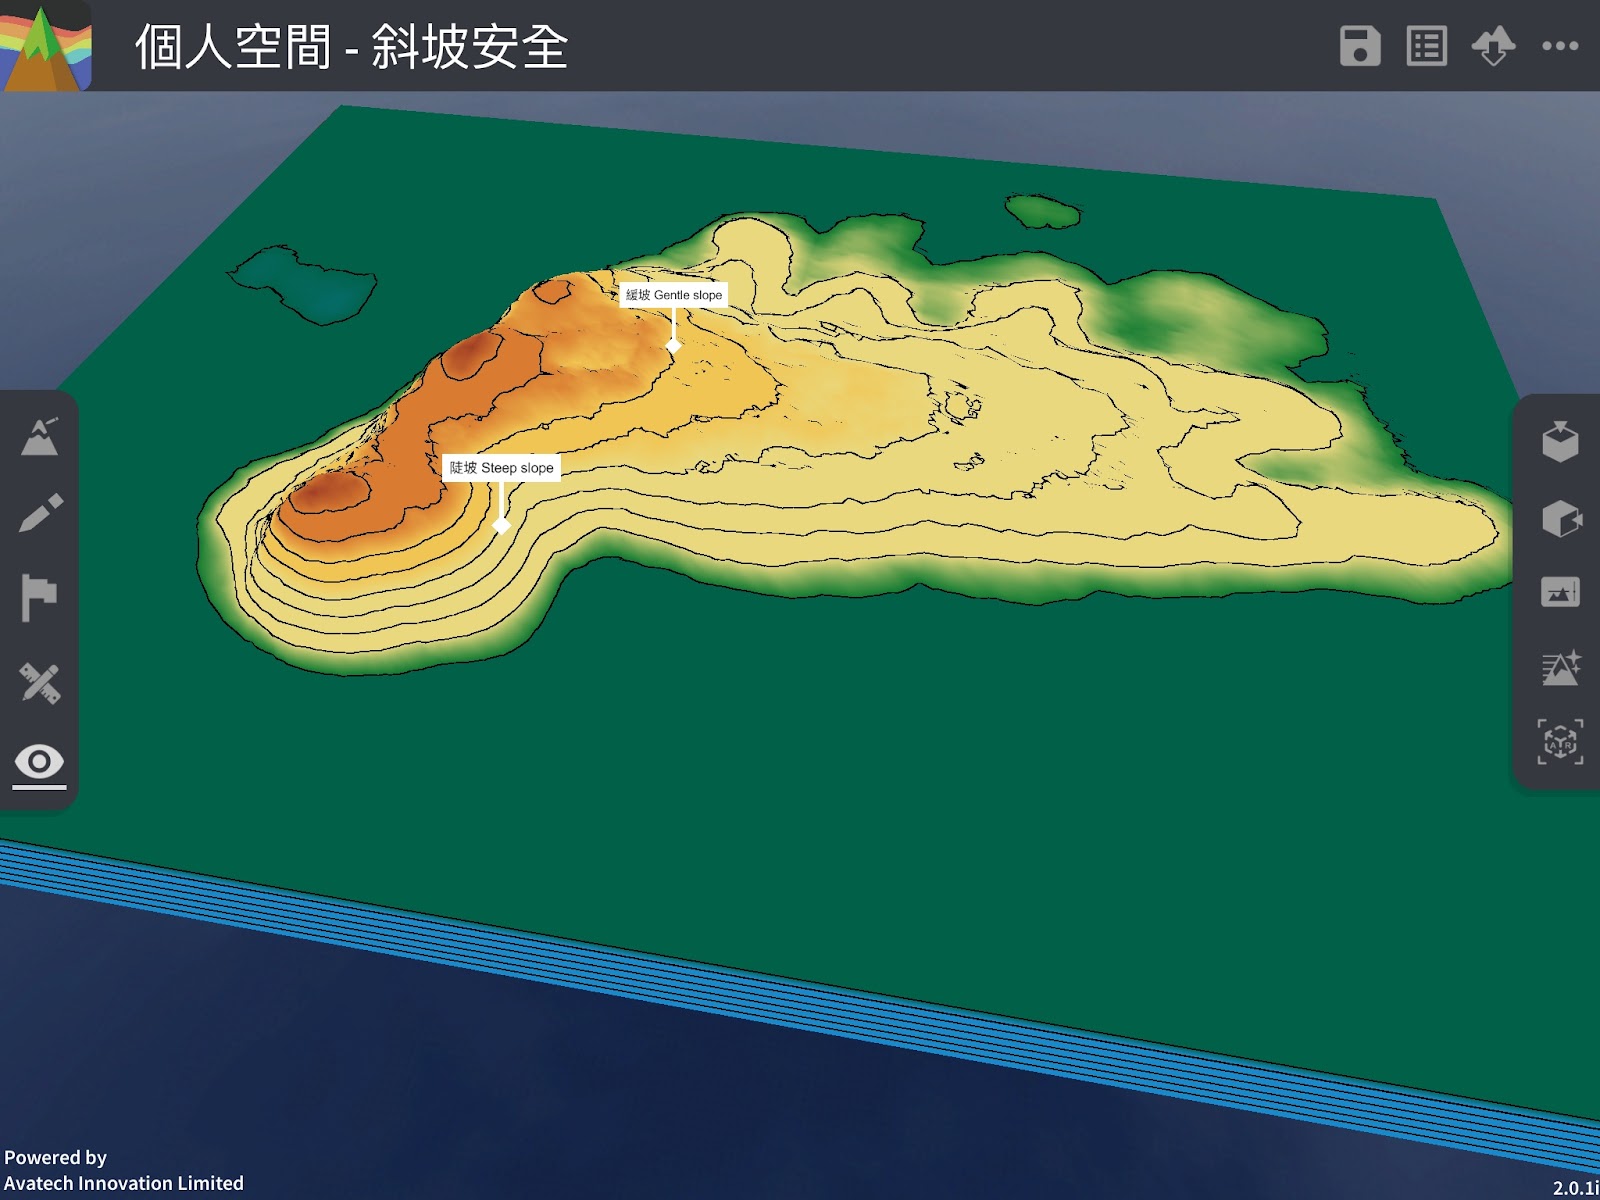 個人空間 - 斜坡安全
緩坡 Gentle slope
陡坡 Steep slope
Powered by
Avatech Innovation Limited
2.0.1i